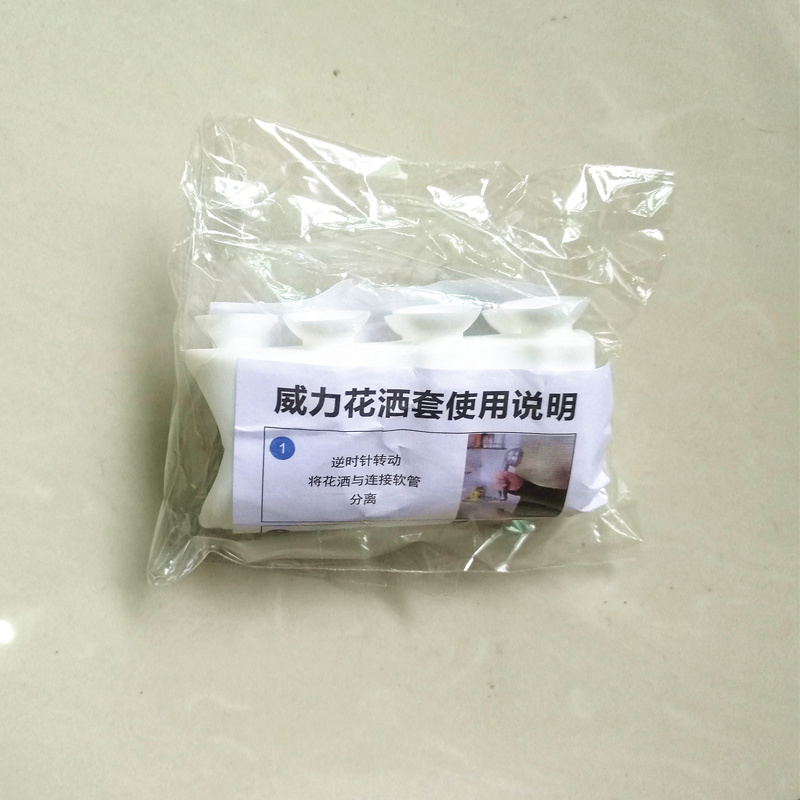 威力花洒套使用说明
1
逆时针转动
将花洒与连接软管
分离